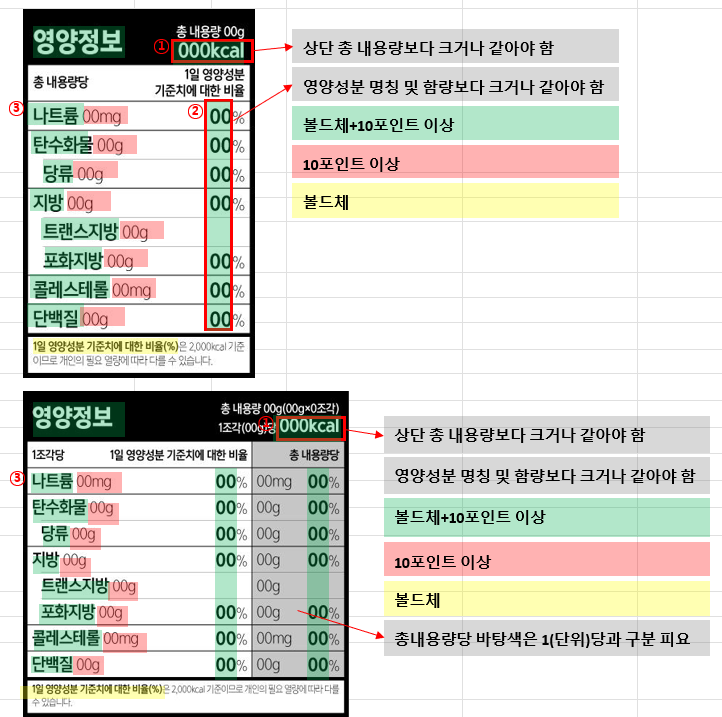 영양정보
총 내용량 00g
① 000kcal
상단 총 내용량보다 크거나 같아야 함
총 내용량당
1일 영양성분
기준치에 대한 비율
영양성분 명칭 및 함량보다 크거나 같아야 함
③ 나트륨 00mg ② 00%
볼드체+10포인트 이상
탄수화물 00g 00%
10포인트 이상
당류 00g 00%
볼드체
지방 00g 00%
트랜스지방 00g
포화지방 00g 00%
콜레스테롤 00mg 00%
단백질 00g 00%
1일 영양성분 기준치에 대한 비율(%)은 2,000kcal 기준
이므로 개인의 필요 열량에 따라 다를 수 있습니다.
영양정보
총 내용량 00g(00g×0조각)
1조각(00g)당 ① 000kcal
상단 총 내용량보다 크거나 같아야 함
1조각당 1일 영양성분 기준치에 대한 비율 총 내용량당
영양성분 명칭 및 함량보다 크거나 같아야 함
③ 나트륨 00mg 00% 00mg 00%
탄수화물 00g 00% 00g 00%
볼드체+10포인트 이상
당류 00g 00% 00g 00%
지방 00g 00% 00g 00%
10포인트 이상
트랜스지방 00g 00g
볼드체
포화지방 00g 00% 00g 00%
콜레스테롤 00mg 00% 00mg 00%
총내용량당 바탕색은 1(단위)당과 구분 피요
단백질 00g 00% 00g 00%
1일 영양성분 기준치에 대한 비율(%)은 2,000kcal 기준이므로 개인의 필요 열량에 따라 다를
수 있습니다.